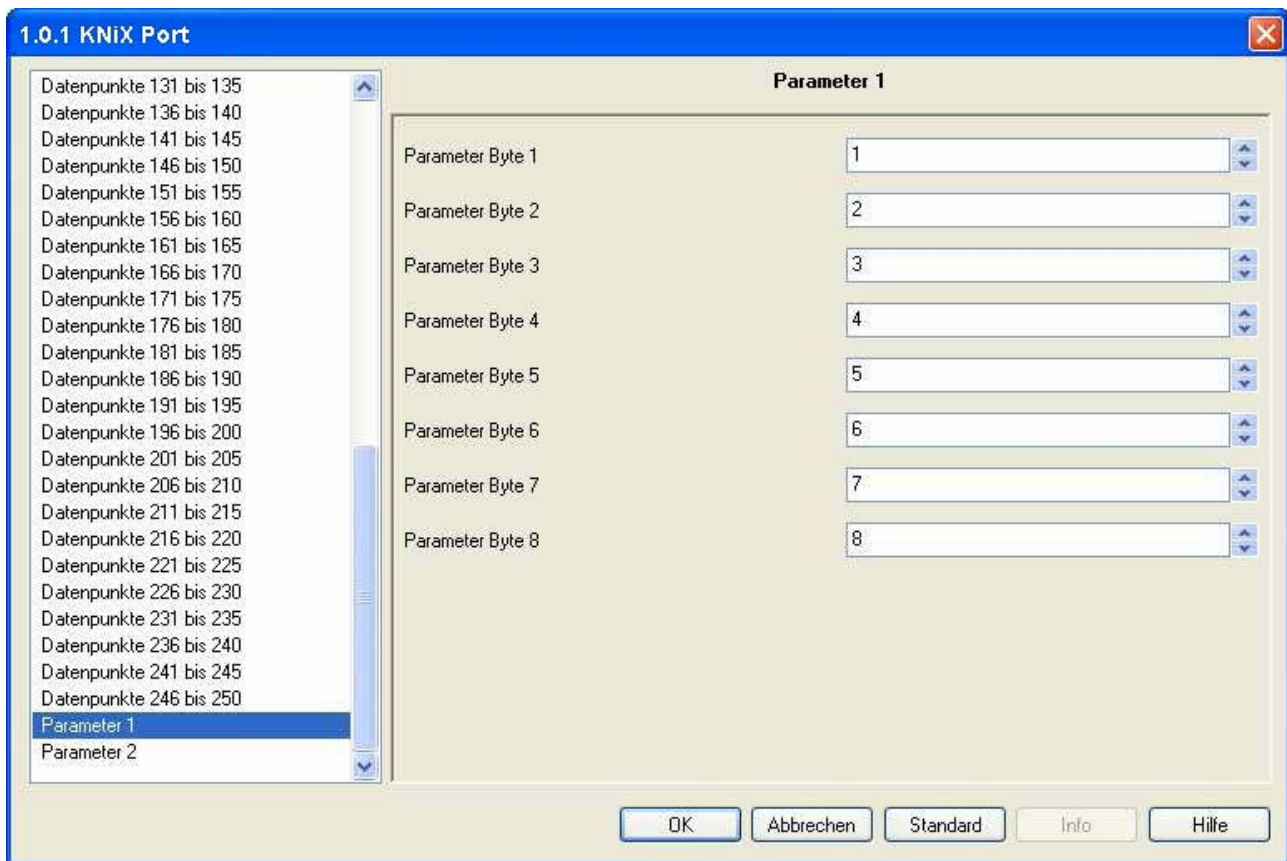 1.0.1 KNiX Port
Datenpunkte 131 bis 135
Datenpunkte 136 bis 140
Datenpunkte 141 bis 145
Datenpunkte 146 bis 150
Datenpunkte 151 bis 155
Datenpunkte 156 bis 160
Datenpunkte 161 bis 165
Datenpunkte 166 bis 170
Datenpunkte 171 bis 175
Datenpunkte 176 bis 180
Datenpunkte 181 bis 185
Datenpunkte 186 bis 190
Datenpunkte 191 bis 195
Datenpunkte 196 bis 200
Datenpunkte 201 bis 205
Datenpunkte 206 bis 210
Datenpunkte 211 bis 215
Datenpunkte 216 bis 220
Datenpunkte 221 bis 225
Datenpunkte 226 bis 230
Datenpunkte 231 bis 235
Datenpunkte 236 bis 240
Datenpunkte 241 bis 245
Datenpunkte 246 bis 250
Parameter 1
Parameter 2
Parameter 1
Parameter Byte 1 1
Parameter Byte 2 2
Parameter Byte 3 3
Parameter Byte 4 4
Parameter Byte 5 5
Parameter Byte 6 6
Parameter Byte 7 7
Parameter Byte 8 8
OK Abbrechen Standard Info Hilfe